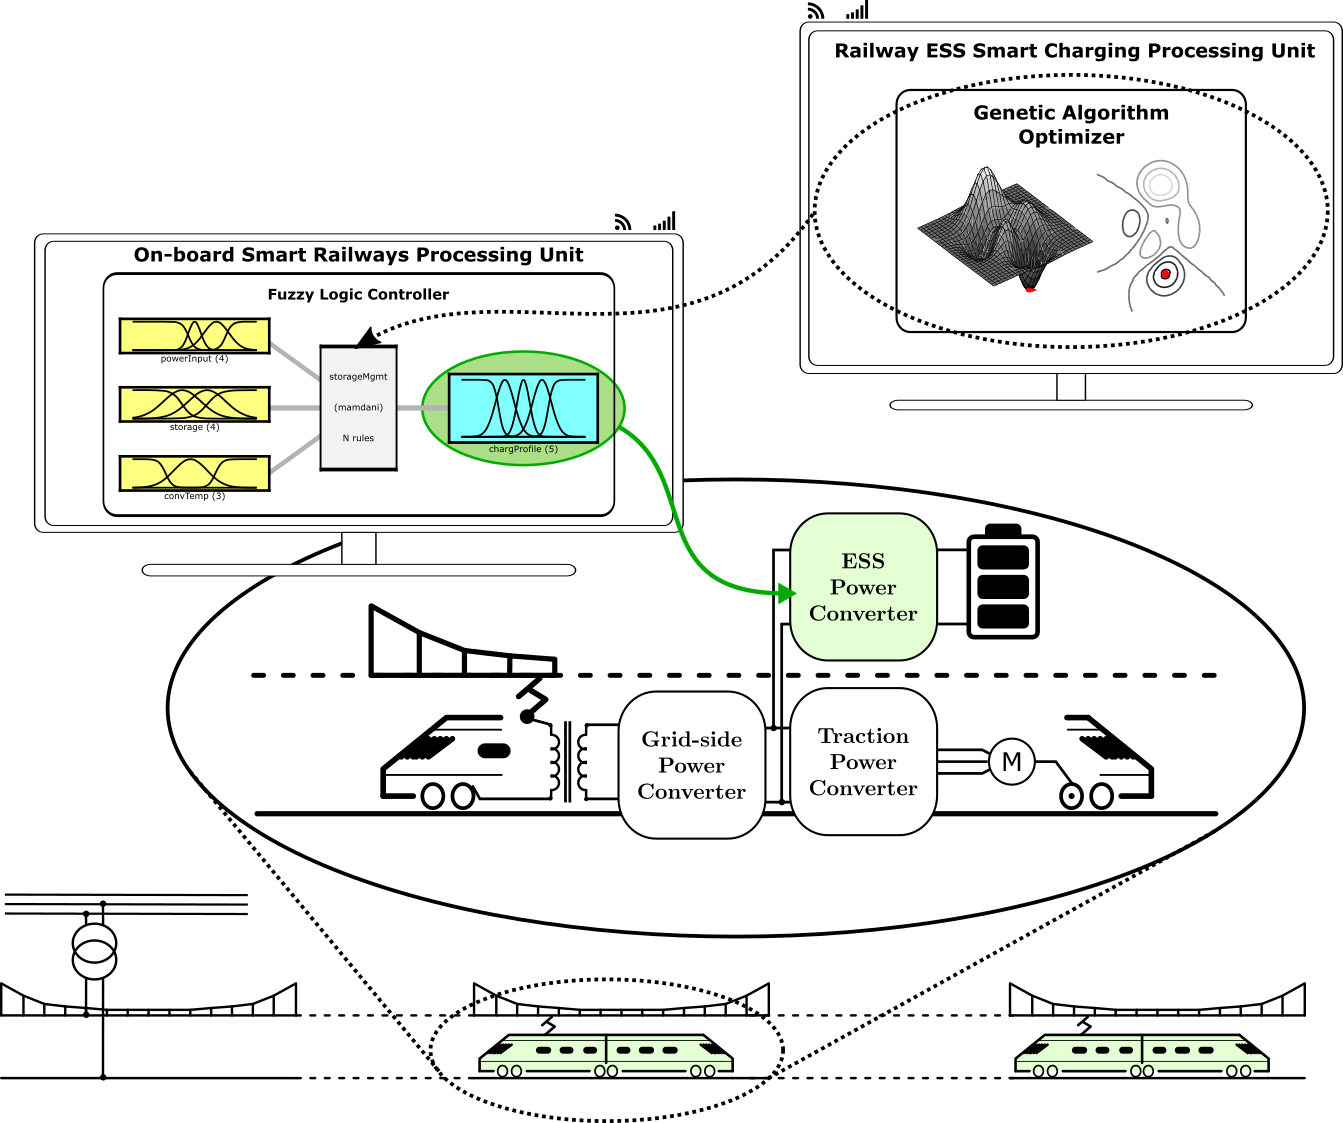 Railway ESS Smart Charging Processing Unit
Genetic Algorithm
Optimizer
On-board Smart Railways Processing Unit
Fuzzy Logic Controller
powerInput (4)
storage (4)
convTemp (3)
storageMgmt
(mamdani)
N rules
chargProfile (5)
ESS
Power
Converter
Grid-side
Power
Converter
Traction
Power
Converter
M